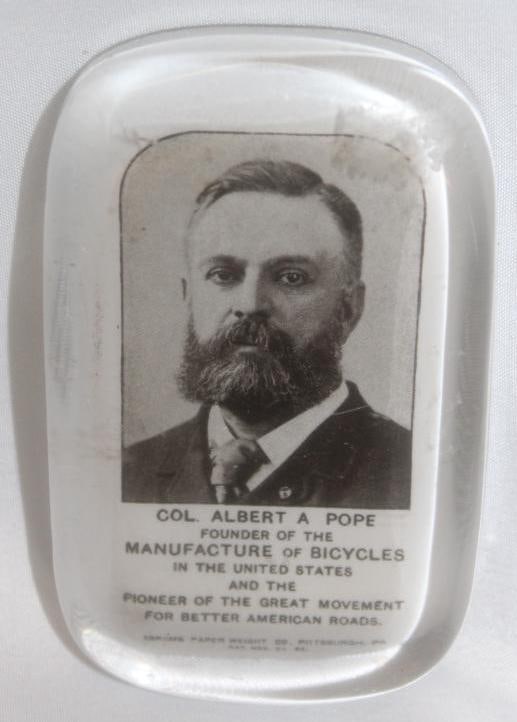 COL. ALBERT A POPE
FOUNDER OF THE
MANUFACTURE OF BICYCLES
IN THE UNITED STATES
AND THE
PIONEER OF THE GREAT MOVEMENT
FOR BETTER AMERICAN ROADS.
PAPER WEIGHT CO. PITTSBURGH, PA
PAT.